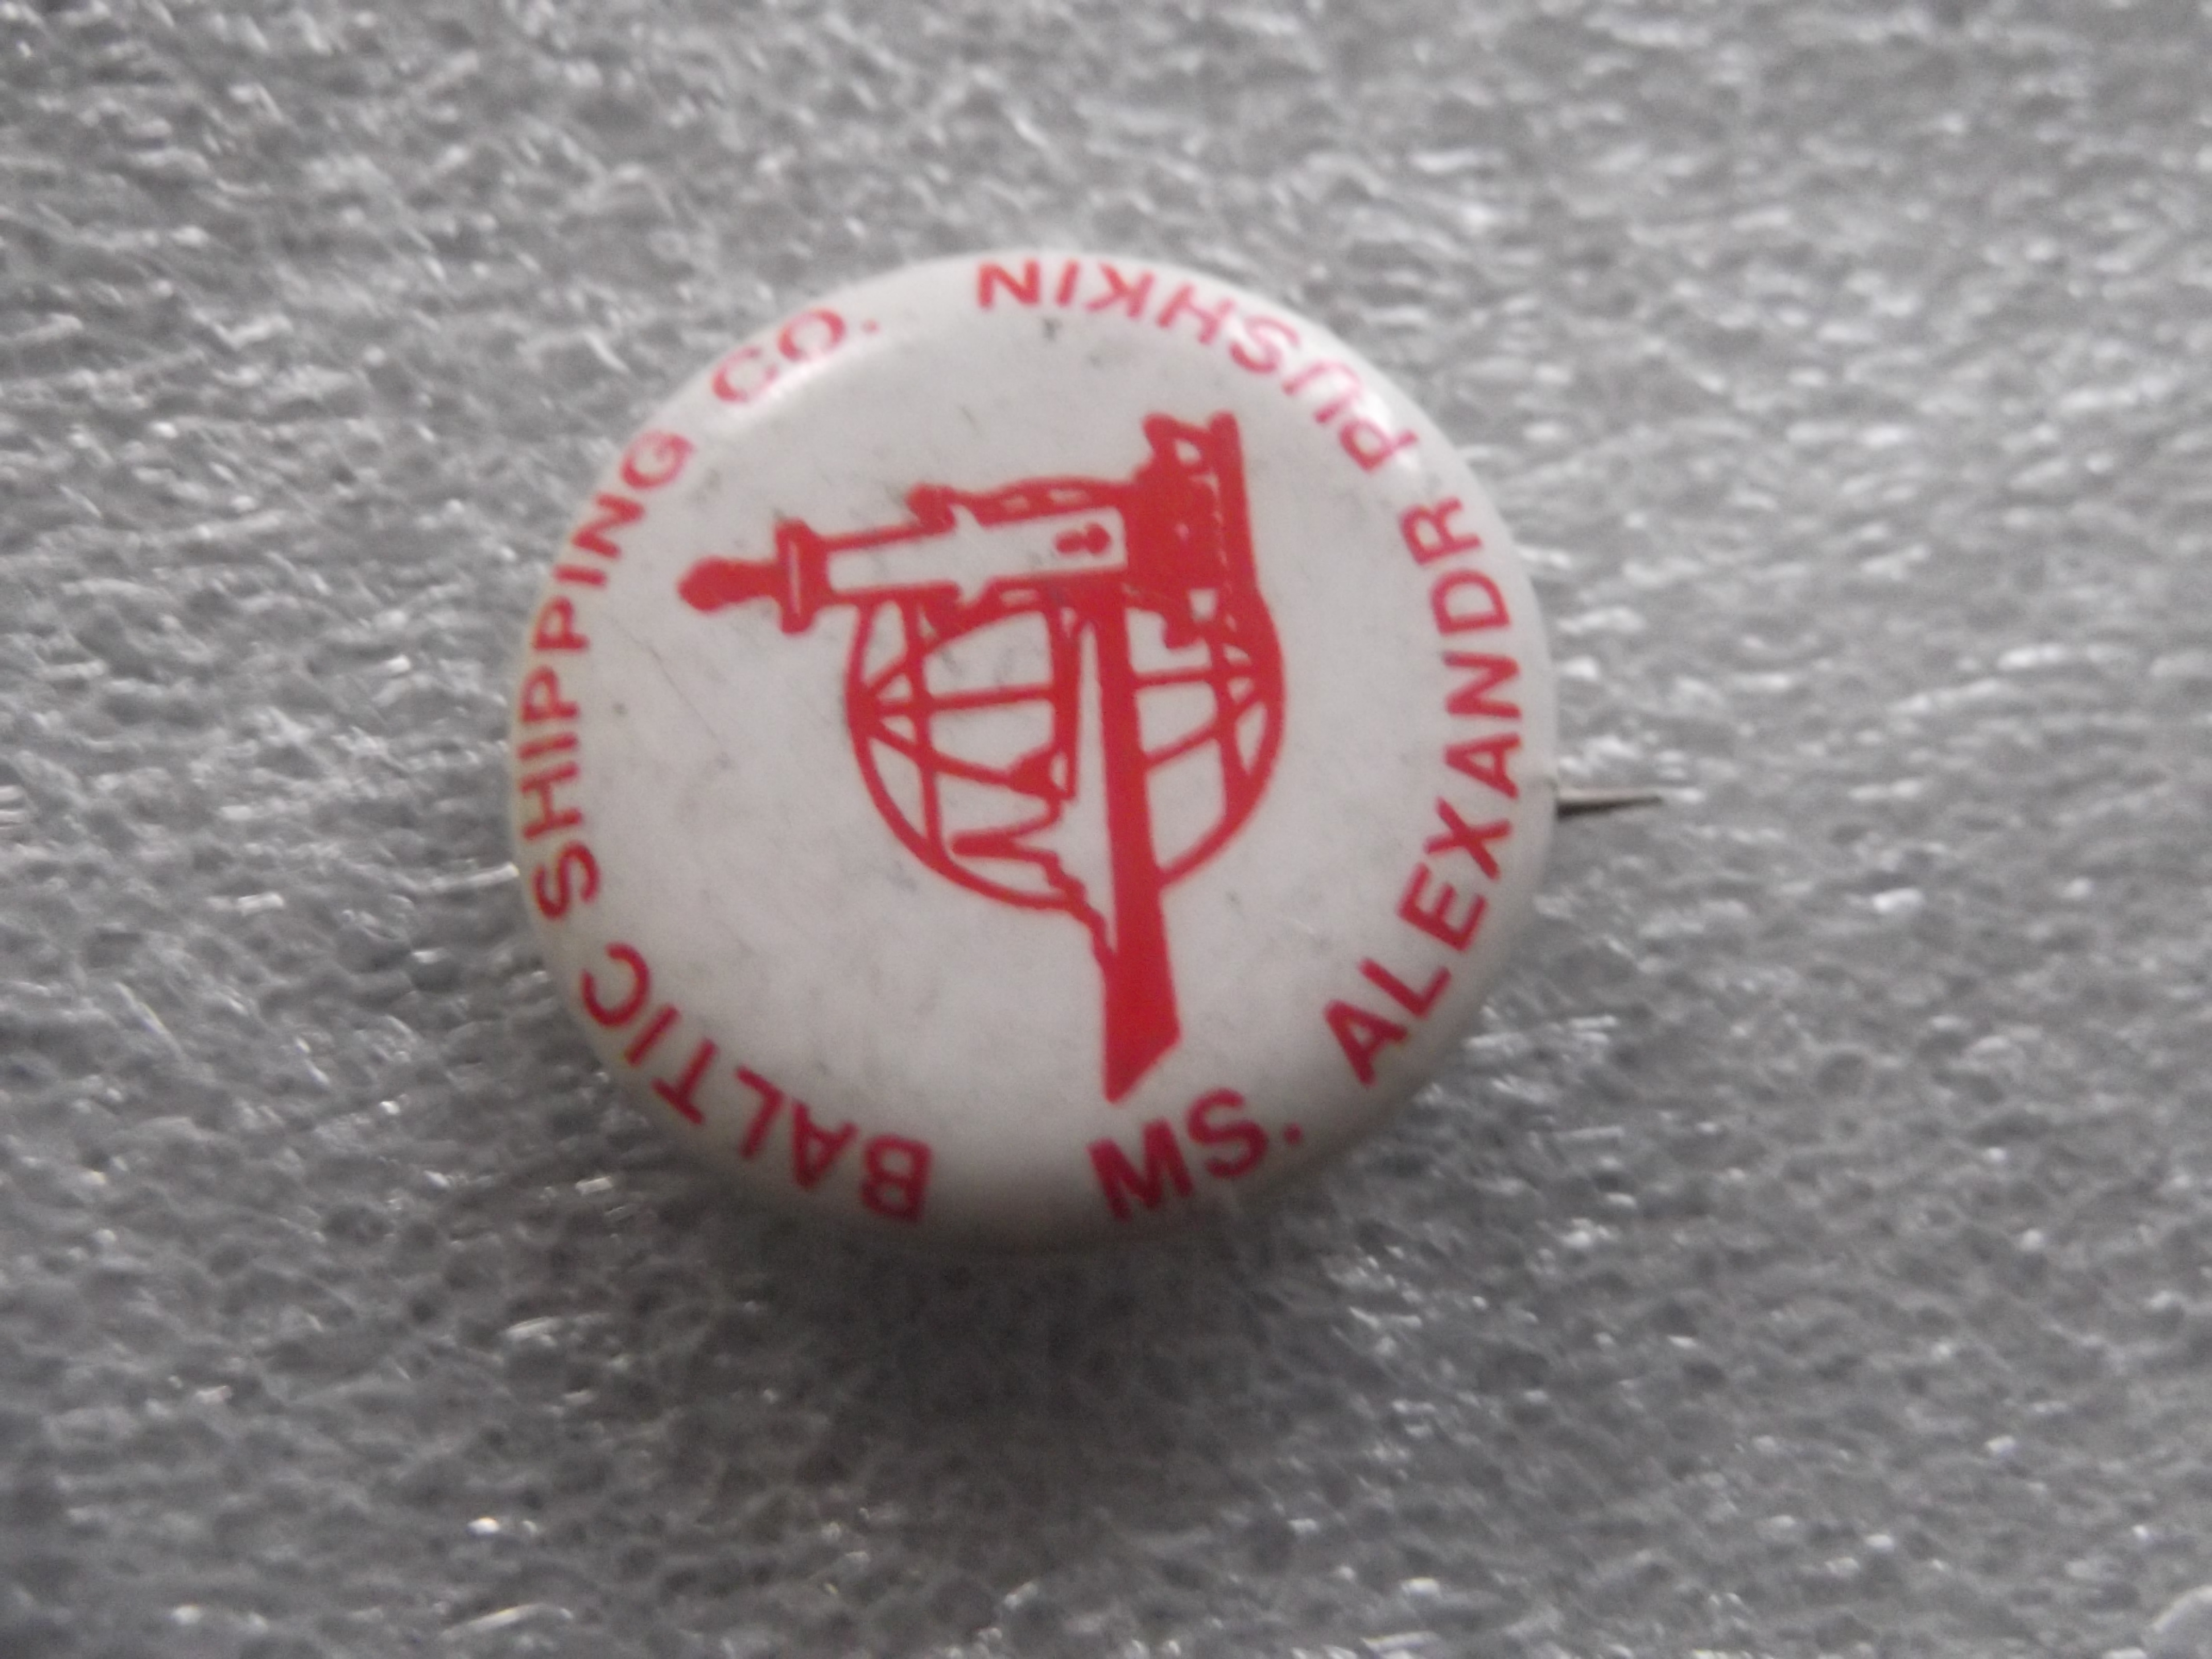 BALTIC SHIPPING CO.
MS. ALEXANDR PUSHKIN